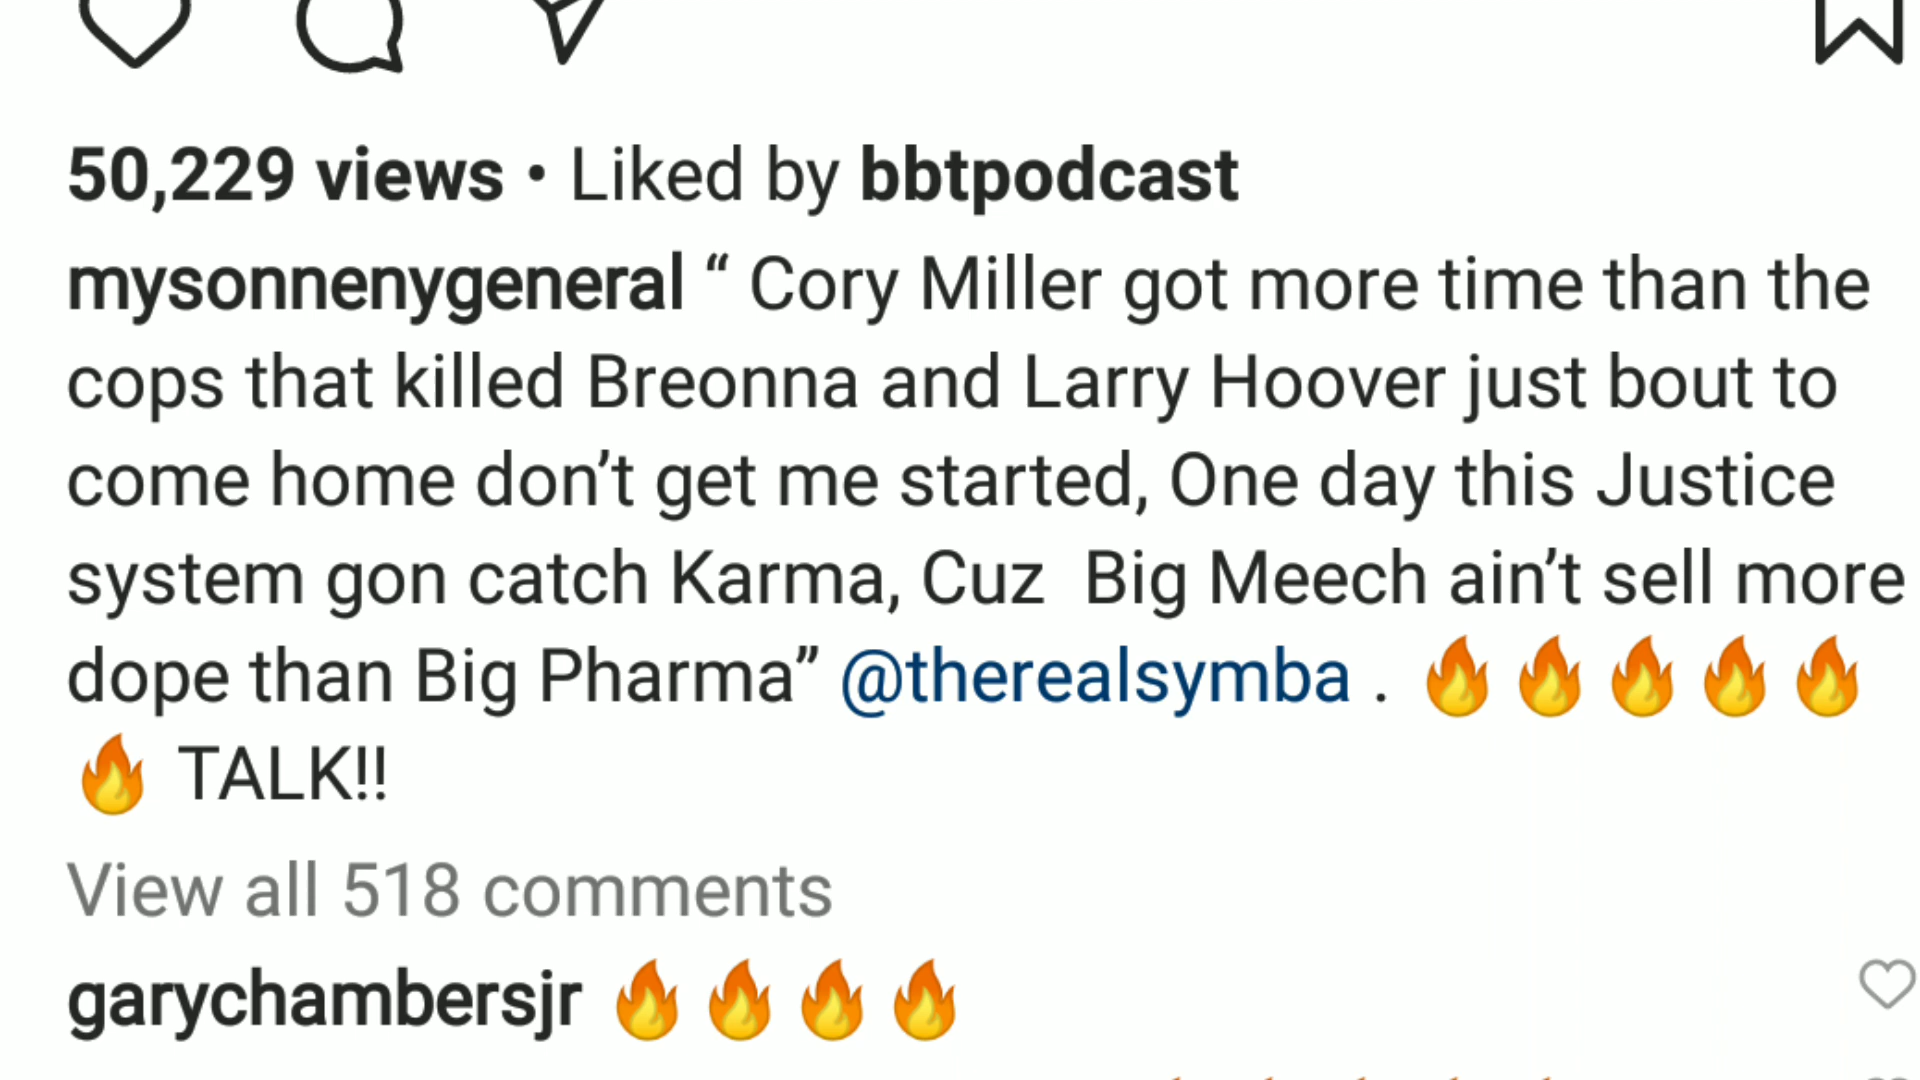 50,229 views • Liked by bbtpodcast
mysonnenygeneral “ Cory Miller got more time than the
cops that killed Breonna and Larry Hoover just bout to
come home don’t get me started, One day this Justice
system gon catch Karma, Cuz  Big Meech ain’t sell more
dope than Big Pharma” @therealsymba . 🔥🔥🔥🔥🔥
🔥 TALK!!
View all 518 comments
garychambersjr 🔥🔥🔥🔥